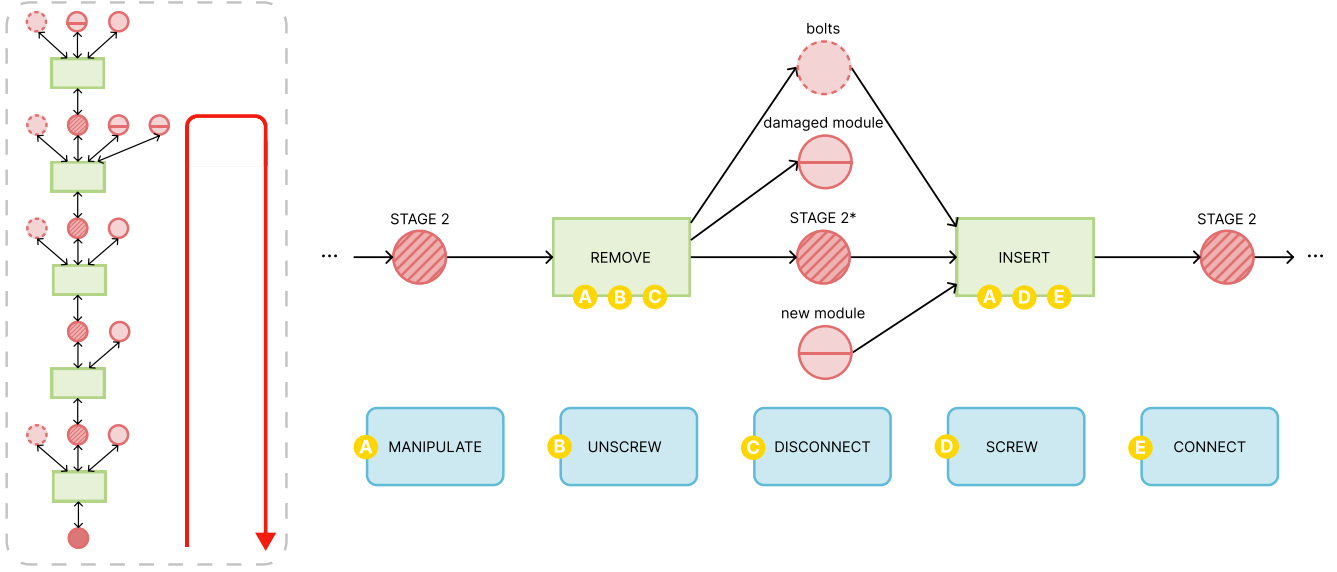 bolts
damaged module
STAGE 2
STAGE 2*
STAGE 2
...
REMOVE
INSERT
...
A B C
A D E
new module
A MANIPULATE
B UNSCREW
C DISCONNECT
D SCREW
E CONNECT